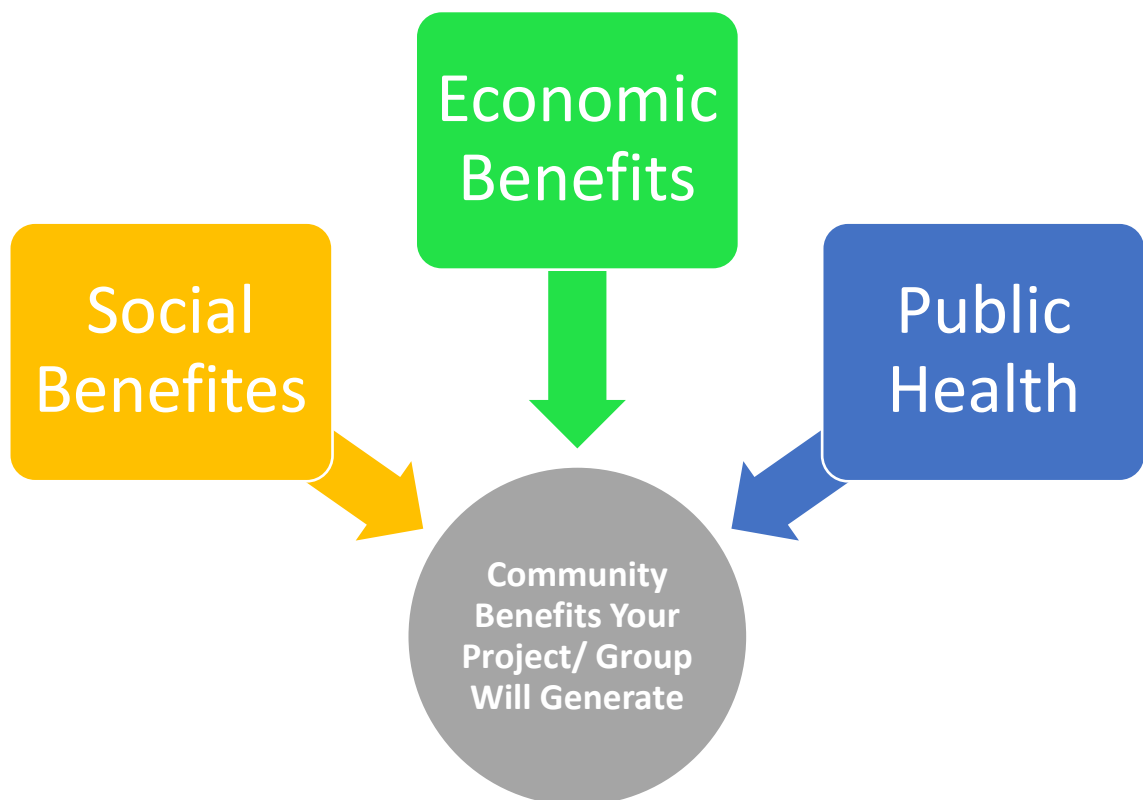 Economic
Benefits
Social
Benefites
Public
Health
Community
Benefits Your
Project/ Group
Will Generate